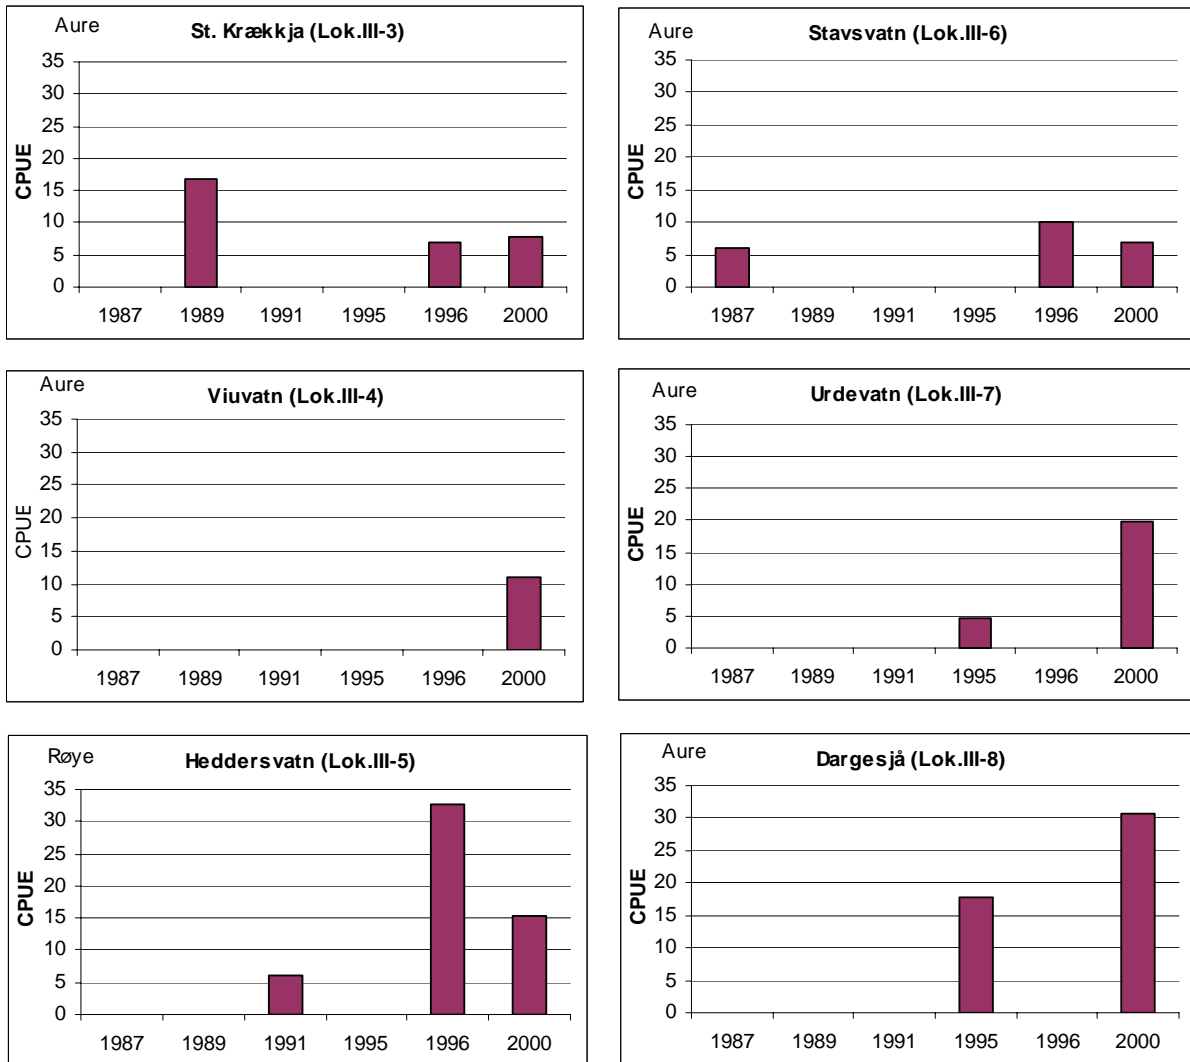 Aure
St. Krækkja (Lok.III-3)
35
30
25
20
15
10
5
0
CPUE
1987 1989 1991 1995 1996 2000
Aure
Stavsvatn (Lok.III-6)
35
30
25
20
15
10
5
0
CPUE
1987 1989 1991 1995 1996 2000
Aure
Viuvatn (Lok.III-4)
35
30
25
20
15
10
5
0
CPUE
1987 1989 1991 1995 1996 2000
Aure
Urdevatn (Lok.III-7)
35
30
25
20
15
10
5
0
CPUE
1987 1989 1991 1995 1996 2000
Røye
Heddersvatn (Lok.III-5)
35
30
25
20
15
10
5
0
CPUE
1987 1989 1991 1995 1996 2000
Aure
Dargesjå (Lok.III-8)
35
30
25
20
15
10
5
0
CPUE
1987 1989 1991 1995 1996 2000